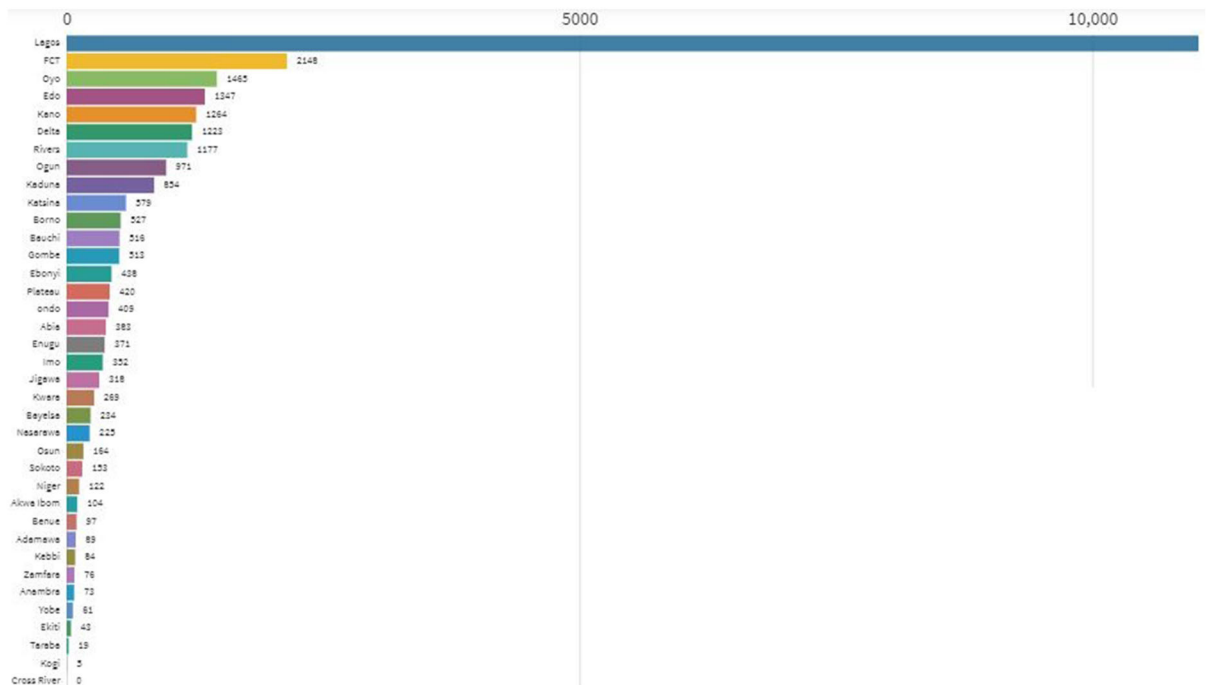 0 5000 10,000
Lagos
FCT 2148
Oyo 1465
Edo 1347
Kano 1264
Delta 1223
Rivers 1177
Ogun 971
Kaduna 854
Katsina 579
Borno 527
Bauchi 516
Gombe 513
Ebonyi 438
Plateau 420
ondo 409
Abia 383
Enugu 371
Imo 352
Jigawa 318
Kwara 269
Bayelsa 234
Nasarawa 225
Osun 164
Sokoto 153
Niger 122
Akwa Ibom 104
Benue 97
Adamawa 89
Kebbi 84
Zamfara 76
Anambra 73
Yobe 61
Ekiti 43
Taraba 19
Kogi 5
Cross River 0